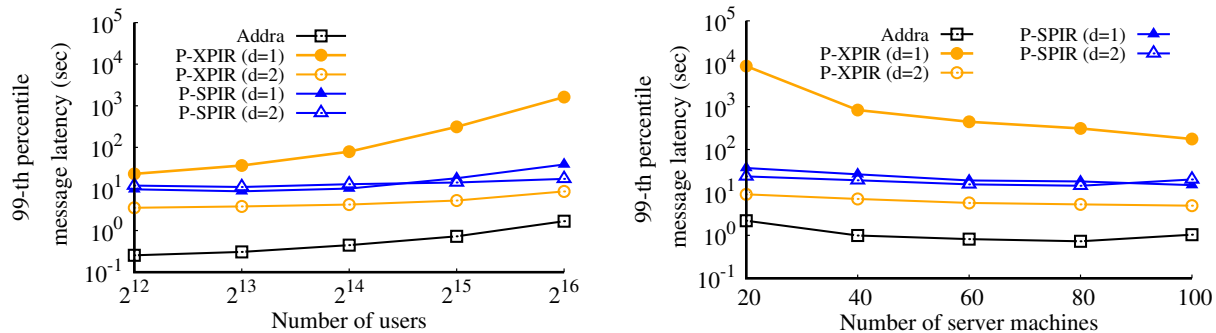 99-th percentile
message latency (sec)
10^5
10^4
10^3
10^2
10^1
10^0
10^-1
Addra
P-XPIR (d=1)
P-XPIR (d=2)
P-SPIR (d=1)
P-SPIR (d=2)
2^12
2^13
2^14
2^15
2^16
Number of users
99-th percentile
message latency (sec)
10^5
10^4
10^3
10^2
10^1
10^0
10^-1
Addra
P-XPIR (d=1)
P-XPIR (d=2)
P-SPIR (d=1)
P-SPIR (d=2)
20
40
60
80
100
Number of server machines